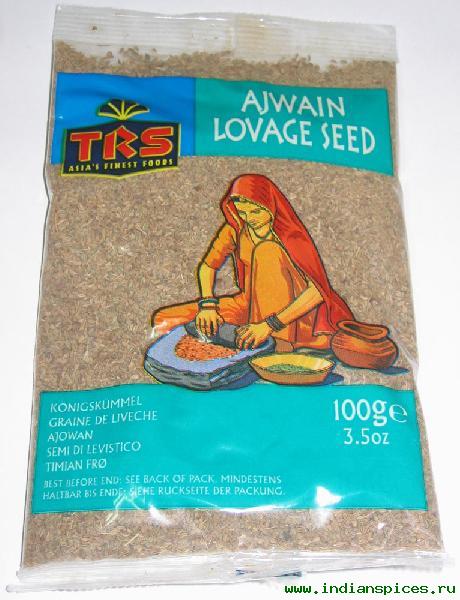 AJWAIN
LOVAGE SEED
TRS
ASIA'S FINEST FOODS
KÖNIGSKÜMMEL
GRAINE DE LIVECHE
AJOWAN
SEMI DI LEVISTICO
TIMIAN FRØ
100g℮
3.5oz
BEST BEFORE END: SEE BACK OF PACK. MINDESTENS
HALTBAR BIS ENDE: SIEHE RUCKSEITE DER PACKUNG.
www.indianspices.ru